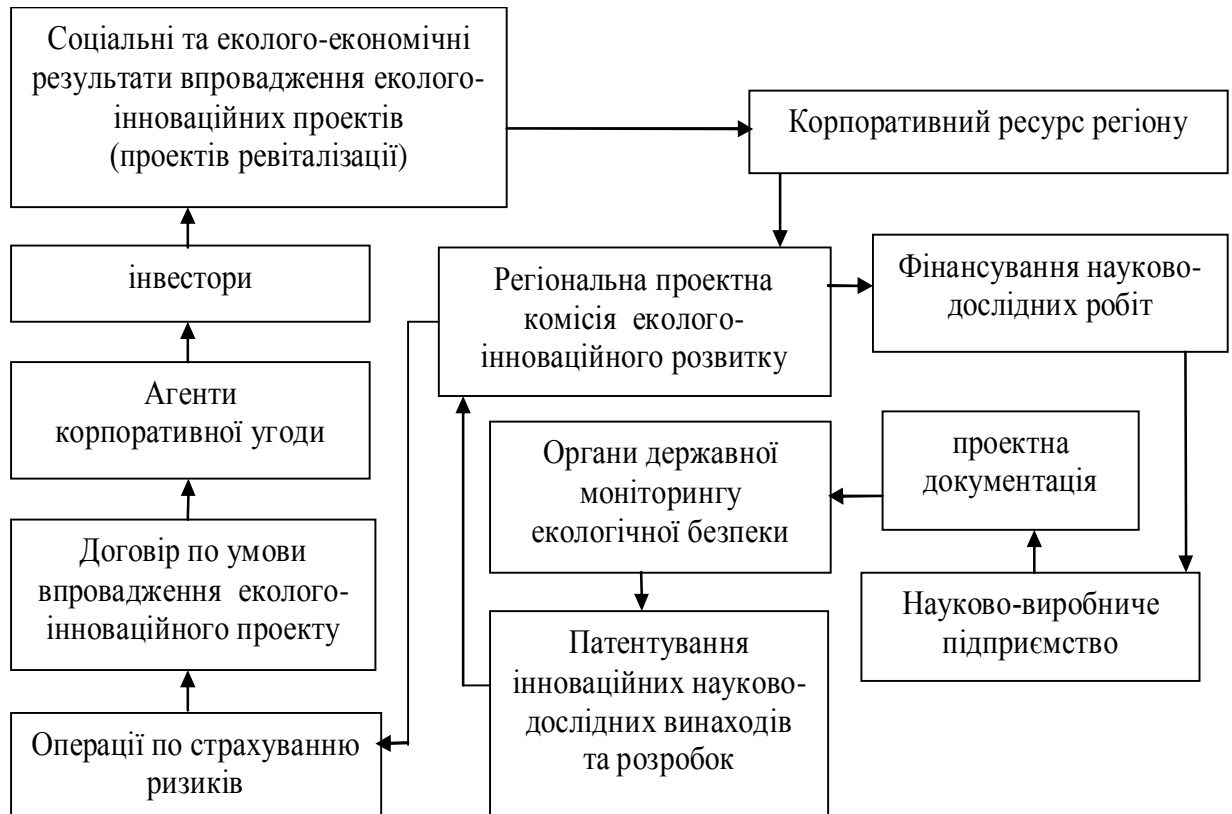 Соціальні та еколого-економічні
результати впровадження еколого-
інноваційних проектів
(проектів ревіталізації)
Корпоративний ресурс регіону
інвестори
Регіональна проектна
комісія еколого-
інноваційного розвитку
Фінансування науково-
дослідних робіт
Агенти
корпоративної угоди
Органи державної
моніторингу
екологічної безпеки
проектна
документація
Договір по умови
впровадження еколого-
інноваційного проекту
Науково-виробниче
підприємство
Патентування
інноваційних науково-
дослідних винаходів
та розробок
Операції по страхуванню
ризиків